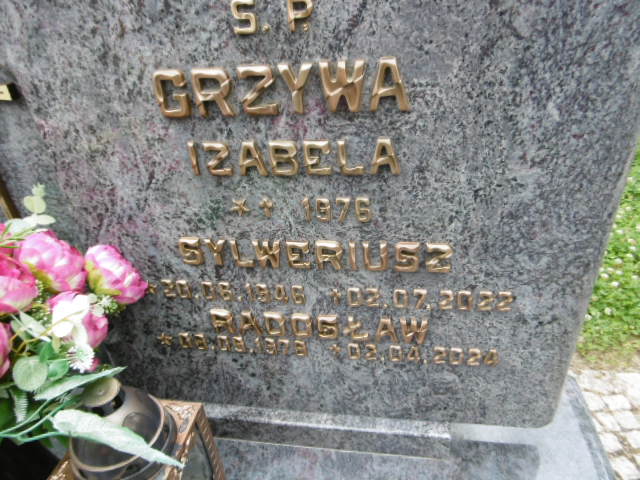 Ś.P.
GRZYWA
IZABELA
* † 1976
SYLWERIUSZ
*20.06.1946 †02.07.2022
RADOSŁAW
†02.04.2024